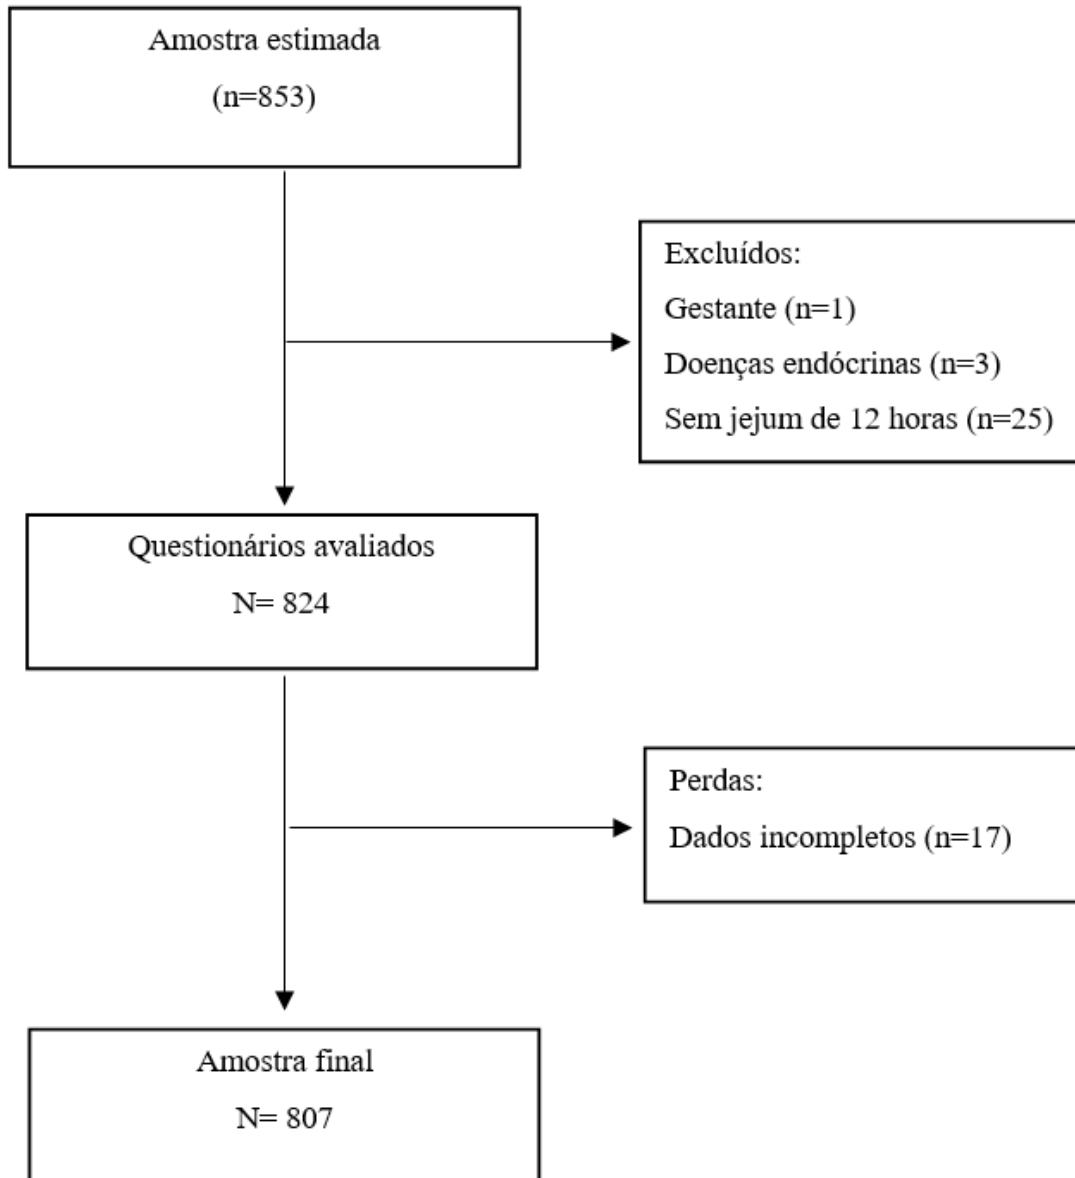 Amostra estimada
(n=853)
Excluídos:
Gestante (n=1)
Doenças endócrinas (n=3)
Sem jejum de 12 horas (n=25)
Questionários avaliados
N= 824
Perdas:
Dados incompletos (n=17)
Amostra final
N= 807